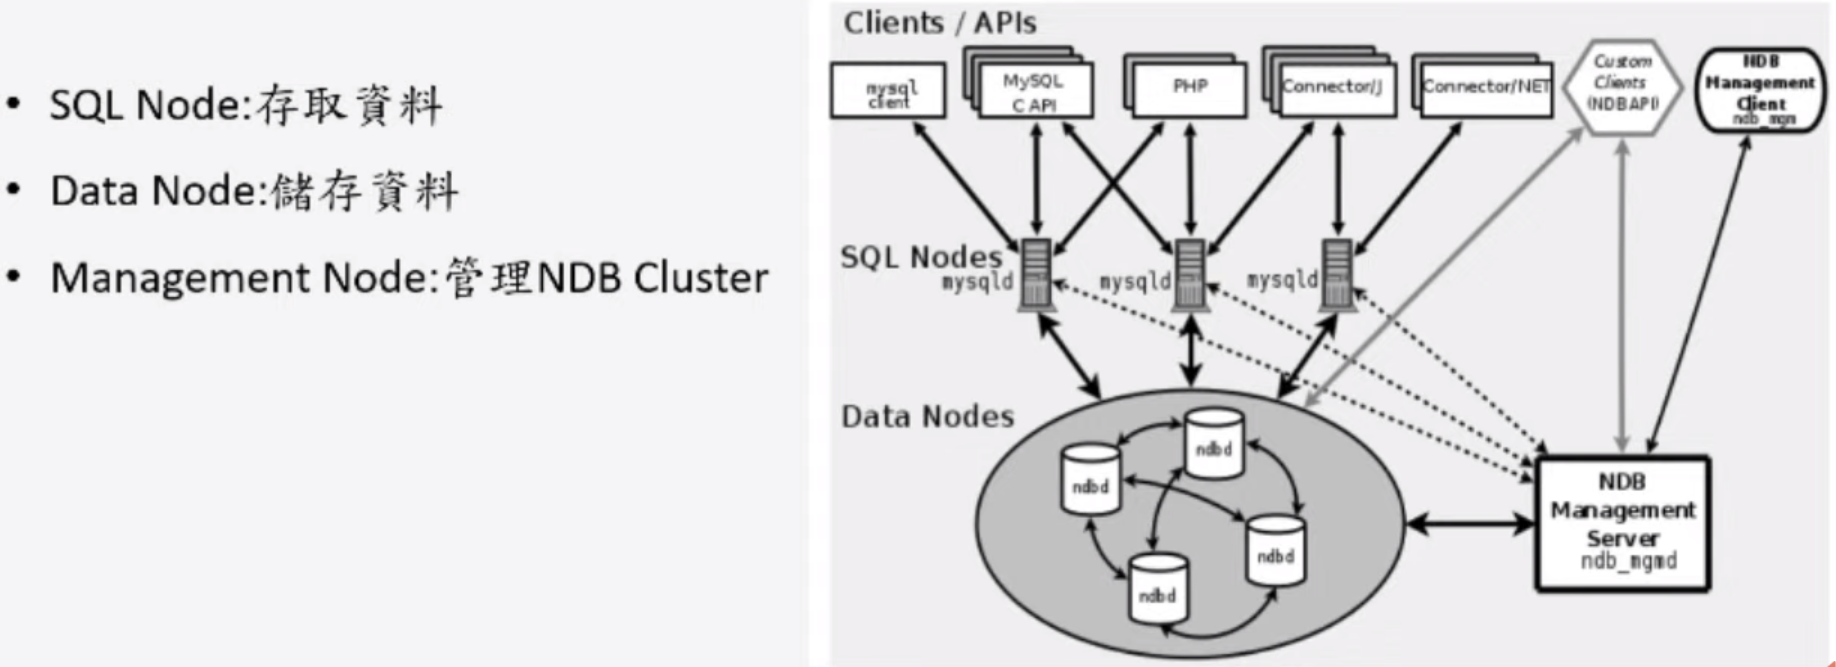 • SQL Node:存取資料
• Data Node:儲存資料
• Management Node:管理NDB Cluster
Clients / APIs
mysql
client
MySQL
C API
PHP
Connector/J
Connector/NET
Custom
Clients
(NDBAPI)
NDB
Management
Client
ndb_mgm
SQL Nodes
mysqld
mysqld
mysqld
Data Nodes
ndbd
ndbd
ndbd
ndbd
NDB
Management
Server
ndb_mgmd